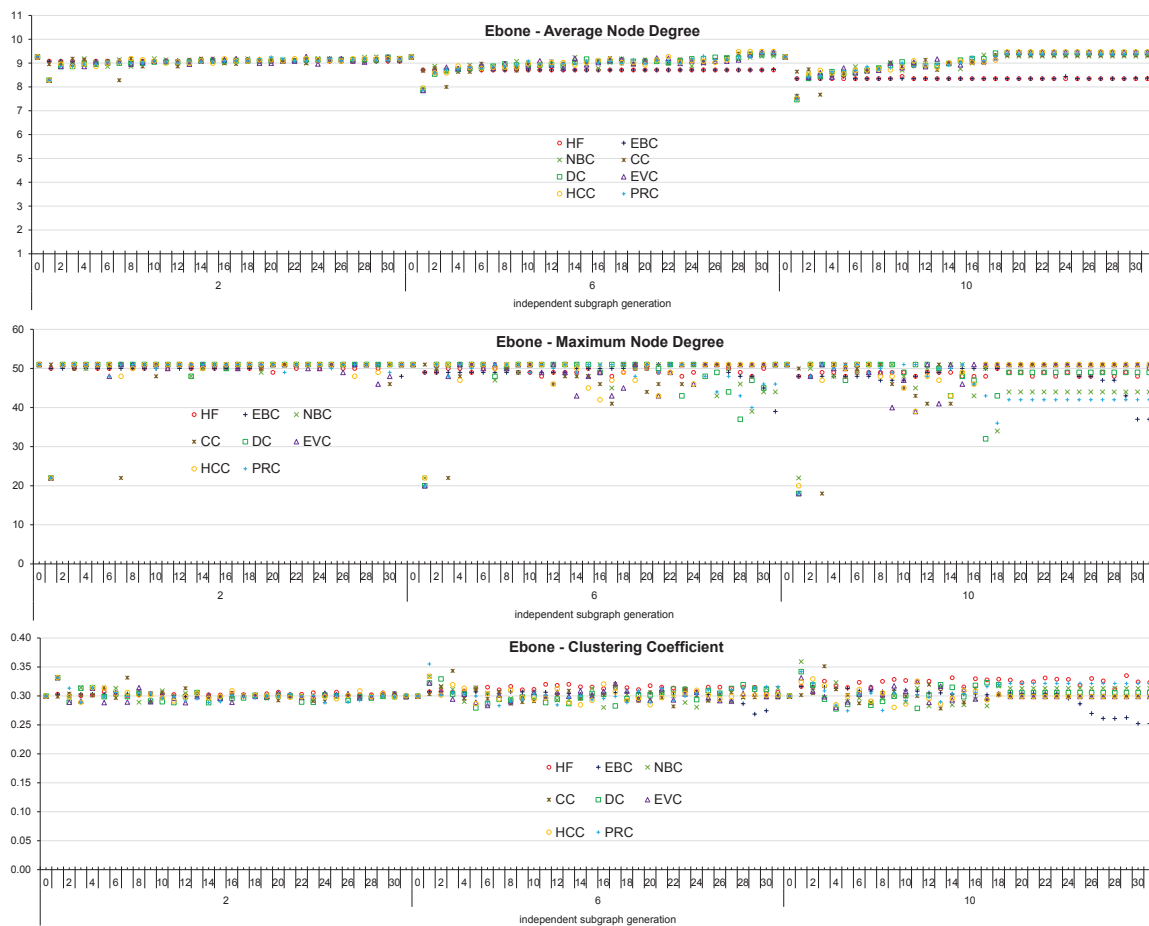 Ebone - Average Node Degree
11
10
9
8
7
6
5
4
3
2
1
HF EBC
NBC CC
DC EVC
HCC PRC
0 2 4 6 8 10 12 14 16 18 20 22 24 26 28 30 0 2 4 6 8 10 12 14 16 18 20 22 24 26 28 30 0 2 4 6 8 10 12 14 16 18 20 22 24 26 28 30
2 6 10
independent subgraph generation
Ebone - Maximum Node Degree
60
50
40
30
20
10
0
HF EBC NBC
CC DC EVC
HCC PRC
0 2 4 6 8 10 12 14 16 18 20 22 24 26 28 30 0 2 4 6 8 10 12 14 16 18 20 22 24 26 28 30 0 2 4 6 8 10 12 14 16 18 20 22 24 26 28 30
2 6 10
independent subgraph generation
Ebone - Clustering Coefficient
0.40
0.35
0.30
0.25
0.20
0.15
0.10
0.05
0.00
HF EBC NBC
CC DC EVC
HCC PRC
0 2 4 6 8 10 12 14 16 18 20 22 24 26 28 30 0 2 4 6 8 10 12 14 16 18 20 22 24 26 28 30 0 2 4 6 8 10 12 14 16 18 20 22 24 26 28 30
2 6 10
independent subgraph generation